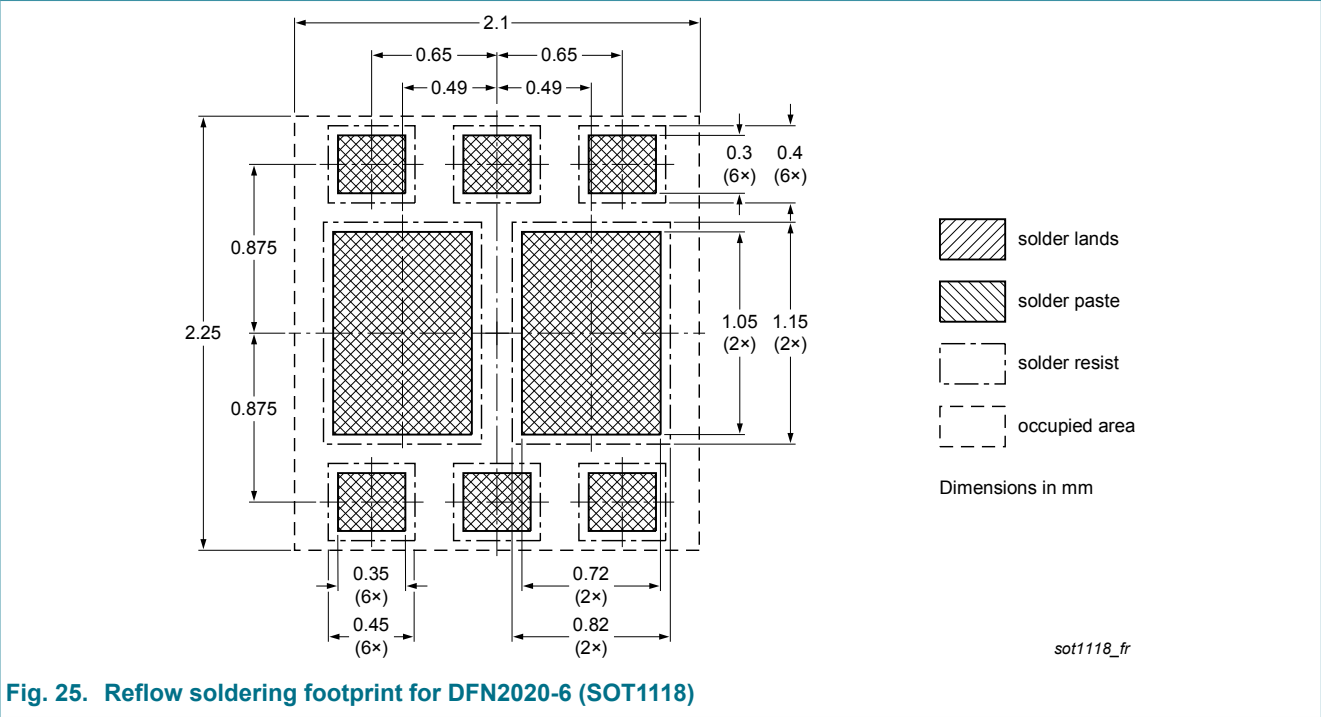 2.1
0.65 0.65
0.49 0.49
0.3 0.4
(6×) (6×)
0.875
solder lands
solder paste
1.05 1.15
(2×) (2×)
2.25
solder resist
0.875
occupied area
Dimensions in mm
0.35 0.72
(6×) (2×)
0.45 0.82
(6×) (2×)
sot1118_fr
Fig. 25. Reflow soldering footprint for DFN2020-6 (SOT1118)